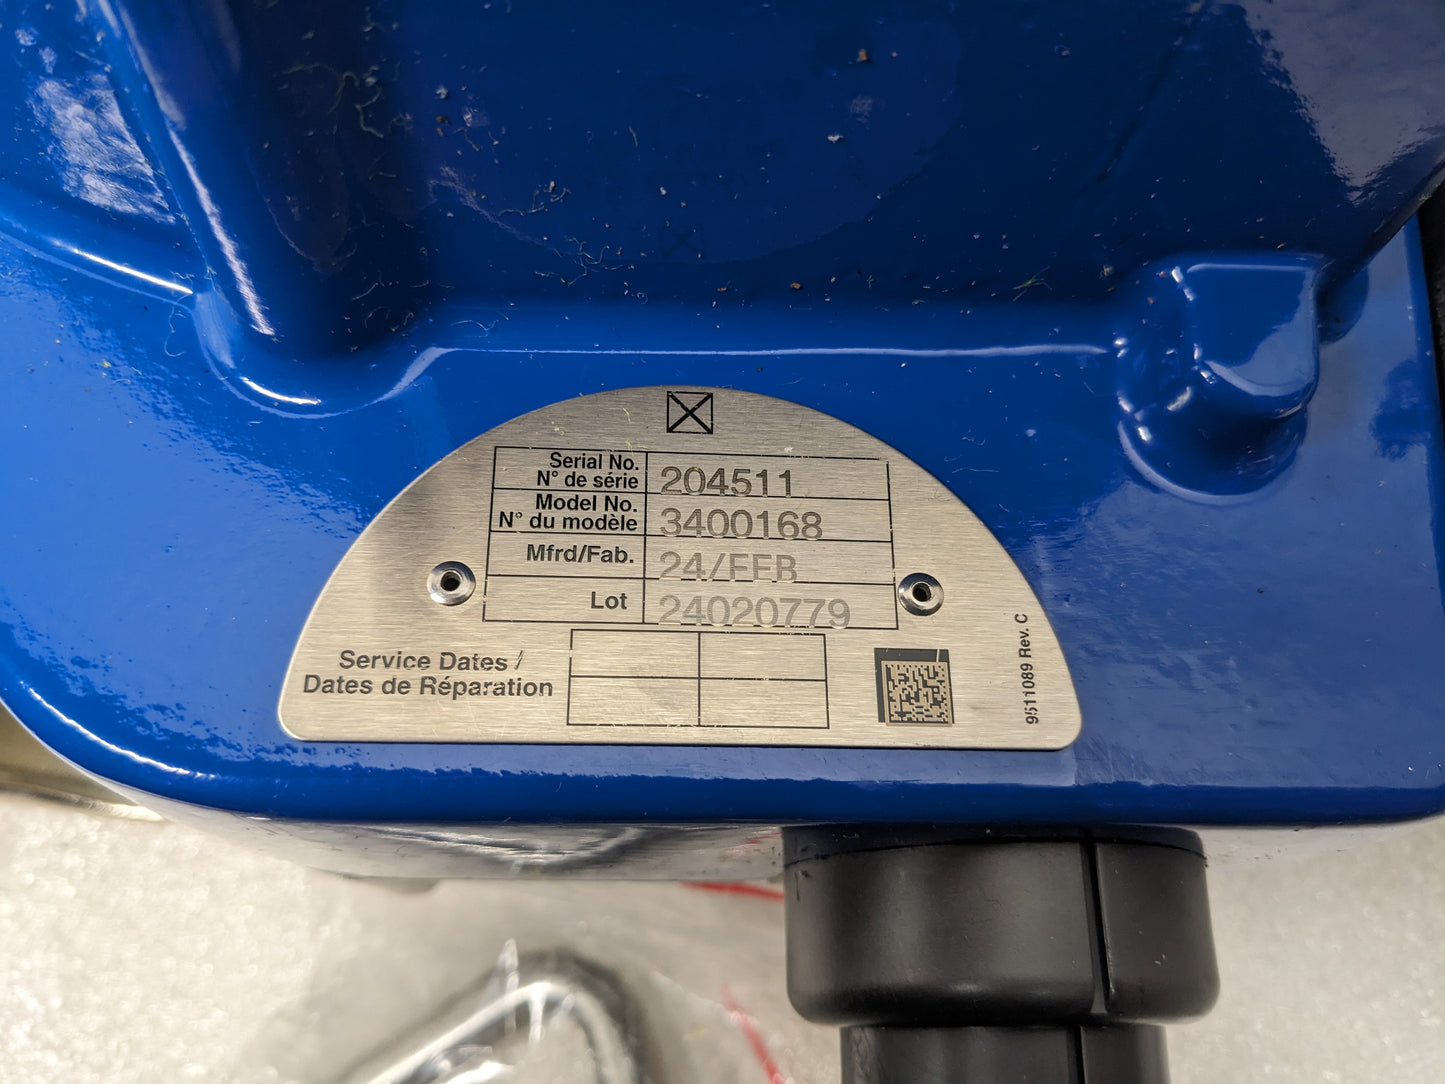 Serial No.
N° de série
204511
Model No.
N° du modèle
3400168
Mfrd/Fab.
24/FEB
Lot
24020779
Service Dates /
Dates de Réparation
9511089 Rev. C